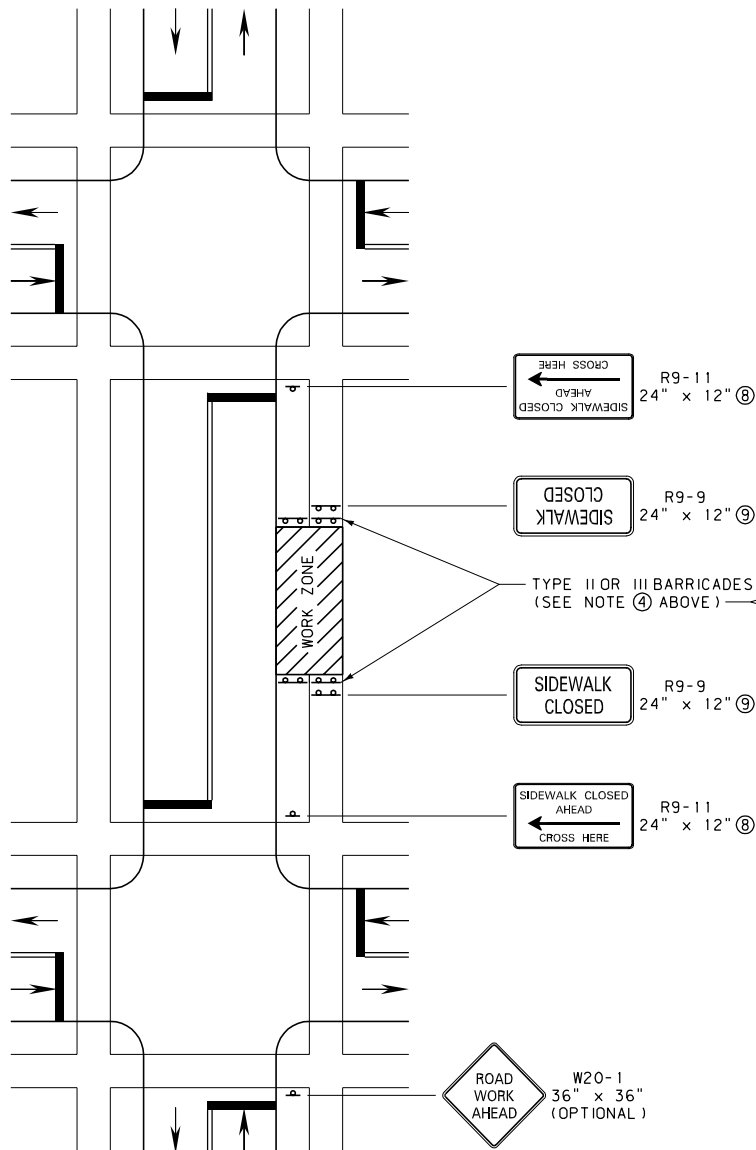 CROSS HERE
AHEAD
SIDEWALK CLOSED
R9-11
24" x 12" ⑧
SIDEWALK
CLOSED
R9-9
24" x 12" ⑨
WORK ZONE
TYPE II OR III BARRICADES
(SEE NOTE ④ ABOVE)
SIDEWALK
CLOSED
R9-9
24" x 12" ⑨
SIDEWALK CLOSED
AHEAD
CROSS HERE
R9-11
24" x 12" ⑧
ROAD
WORK
AHEAD
W20-1
36" x 36"
(OPTIONAL)